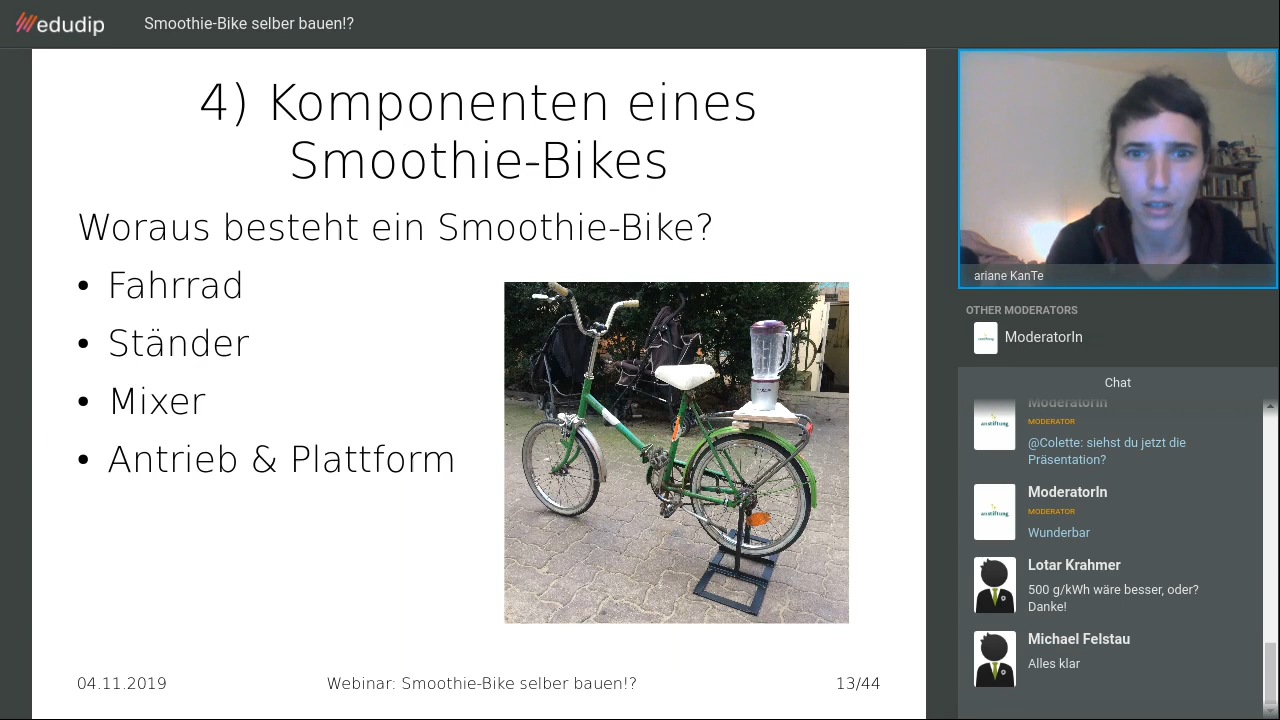 edudip
Smoothie-Bike selber bauen!?
4) Komponenten eines
Smoothie-Bikes
Woraus besteht ein Smoothie-Bike?
• Fahrrad
• Ständer
• Mixer
• Antrieb & Plattform
04.11.2019
Webinar: Smoothie-Bike selber bauen!?
13/44
ariane KanTe
OTHER MODERATORS
anstiftung
ModeratorIn
Chat
ModeratorIn
anstiftung
MODERATOR
@Colette: siehst du jetzt die
Präsentation?
ModeratorIn
anstiftung
MODERATOR
Wunderbar
Lotar Krahmer
500 g/kWh wäre besser, oder?
Danke!
Michael Felstau
Alles klar